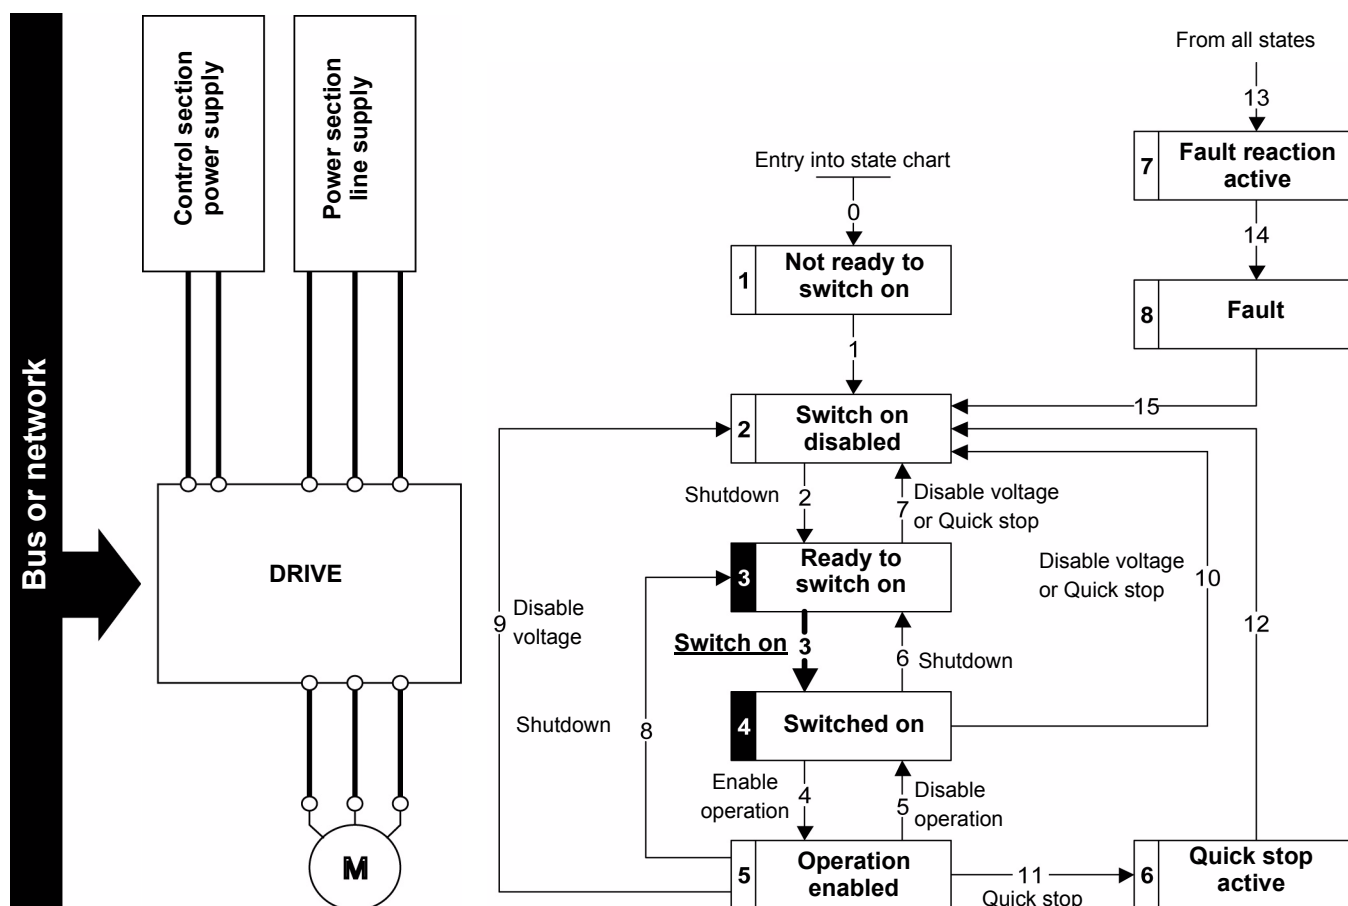 Bus or network
Control section
power supply
Power section
line supply
DRIVE
M
From all states
13
7
Fault reaction
active
14
8
Fault
15
Entry into state chart
0
1
Not ready to
switch on
1
2
Switch on
disabled
Shutdown
2
7
Disable voltage
or Quick stop
3
Ready to
switch on
Disable voltage
or Quick stop
10
12
9
Disable
voltage
Switch on
3
6
Shutdown
4
Switched on
Shutdown
8
Enable
operation
4
5
Disable
operation
5
Operation
enabled
11
Quick stop
6
Quick stop
active